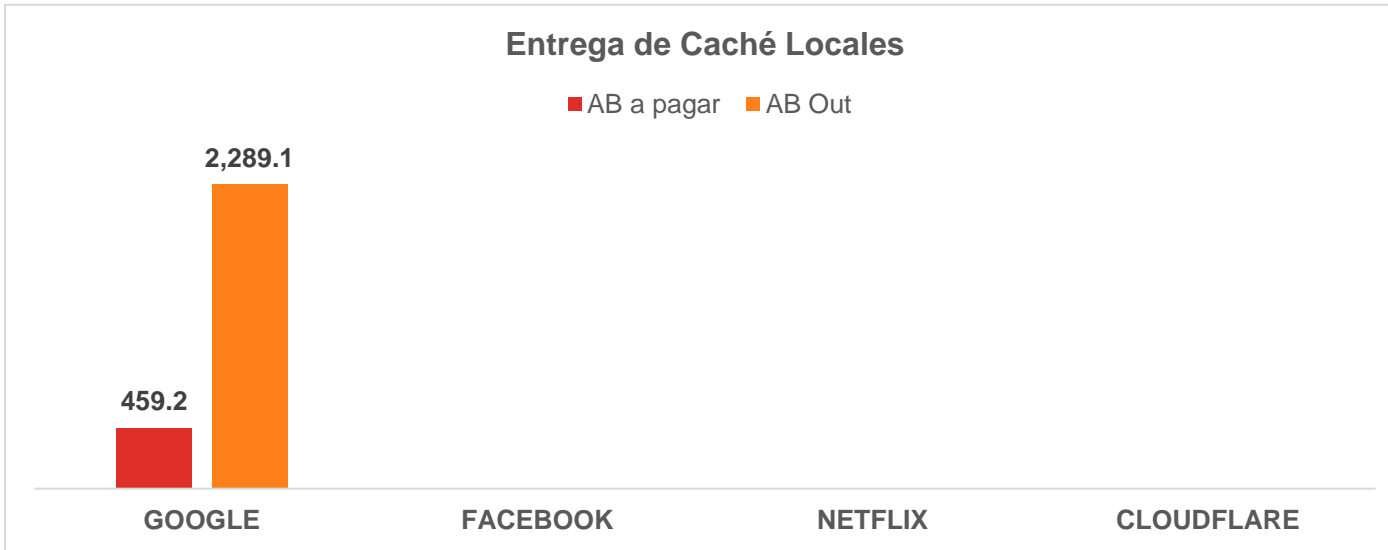 Entrega de Caché Locales
AB a pagar AB Out
2,289.1
459.2
GOOGLE FACEBOOK NETFLIX CLOUDFLARE